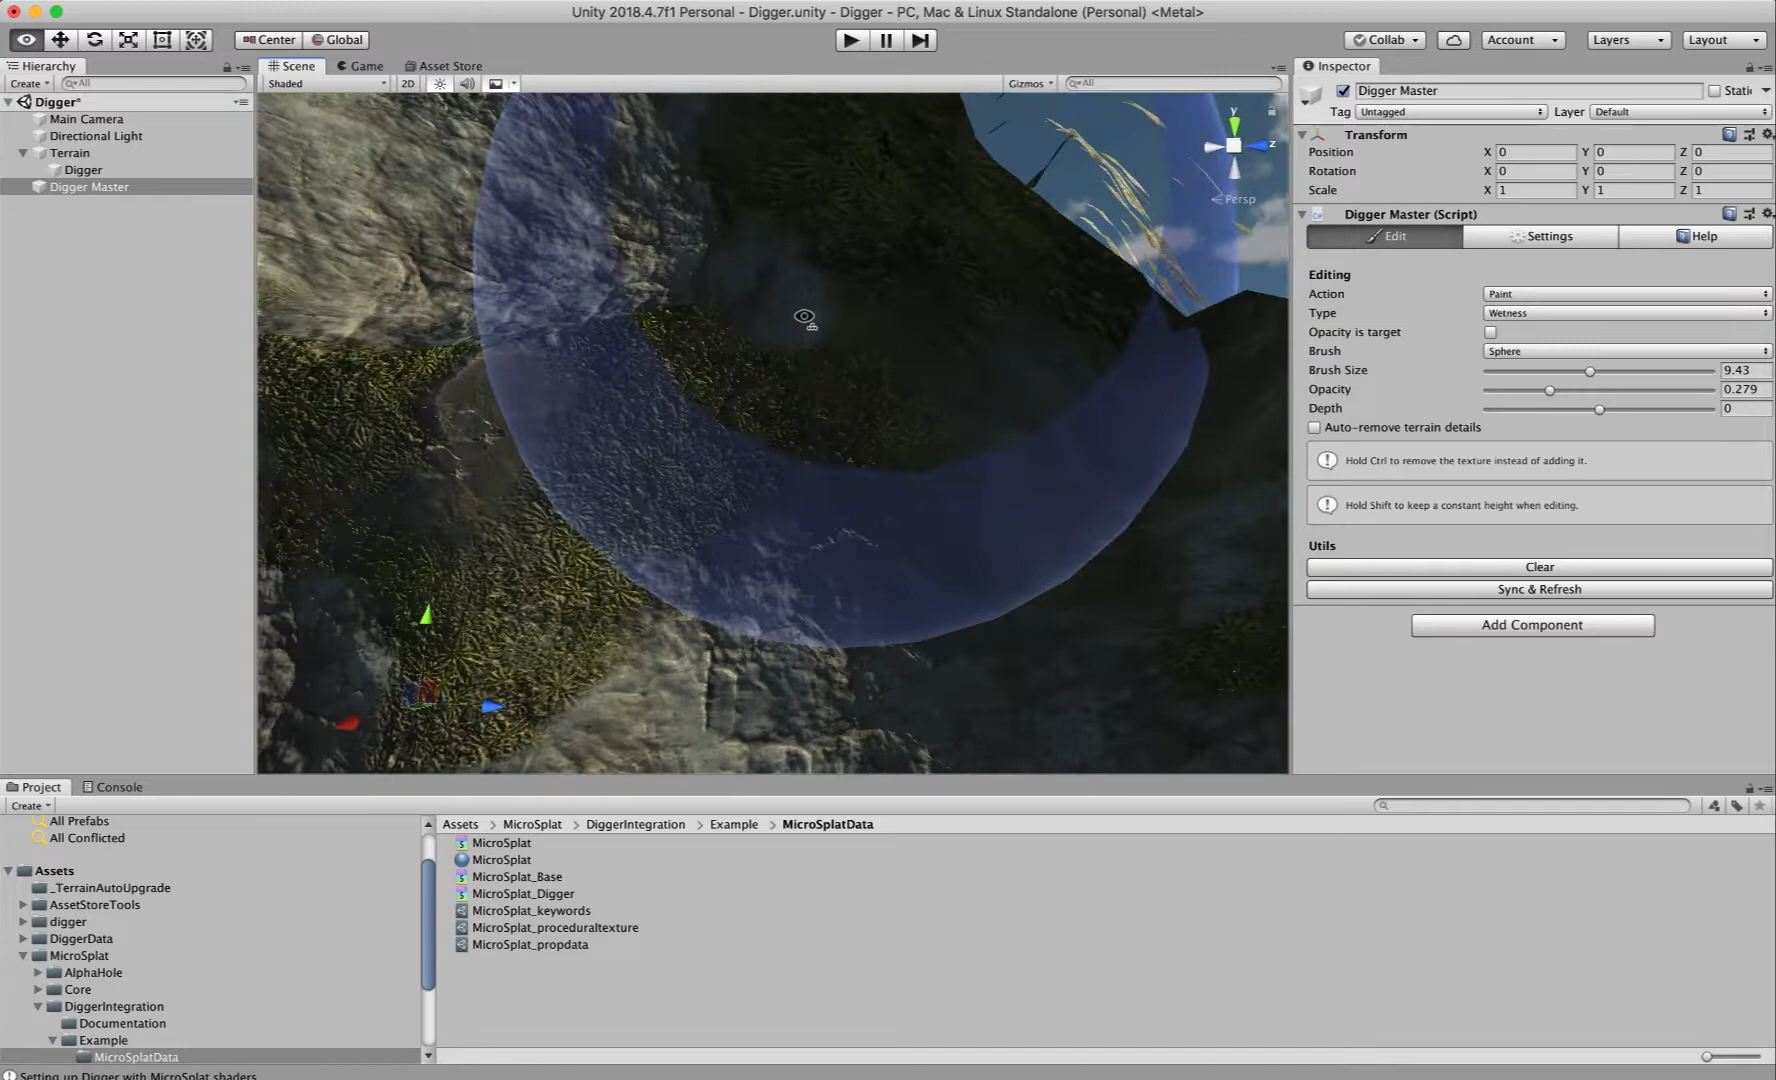 Unity 2018.4.7f1 Personal - Digger.unity - Digger - PC, Mac & Linux Standalone (Personal) <Metal>
Center Global
Collab Account Layers Layout
Hierarchy
Create All
Digger*
Main Camera
Directional Light
Terrain
Digger
Digger Master
Scene Game Asset Store
Shaded 2D Gizmos All
y
z
Persp
Inspector
Digger Master Static
Tag Untagged Layer Default
Transform
Position X 0 Y 0 Z 0
Rotation X 0 Y 0 Z 0
Scale X 1 Y 1 Z 1
Digger Master (Script)
Edit Settings Help
Editing
Action Paint
Type Wetness
Opacity is target
Brush Sphere
Brush Size 9.43
Opacity 0.279
Depth 0
Auto-remove terrain details
Hold Ctrl to remove the texture instead of adding it.
Hold Shift to keep a constant height when editing.
Utils
Clear
Sync & Refresh
Add Component
Project Console
Create
All Prefabs
All Conflicted
Assets
_TerrainAutoUpgrade
AssetStoreTools
digger
DiggerData
MicroSplat
AlphaHole
Core
DiggerIntegration
Documentation
Example
MicroSplatData
Assets > MicroSplat > DiggerIntegration > Example > MicroSplatData
MicroSplat
MicroSplat
MicroSplat_Base
MicroSplat_Digger
MicroSplat_keywords
MicroSplat_proceduraltexture
MicroSplat_propdata
Setting up Digger with MicroSplat shaders